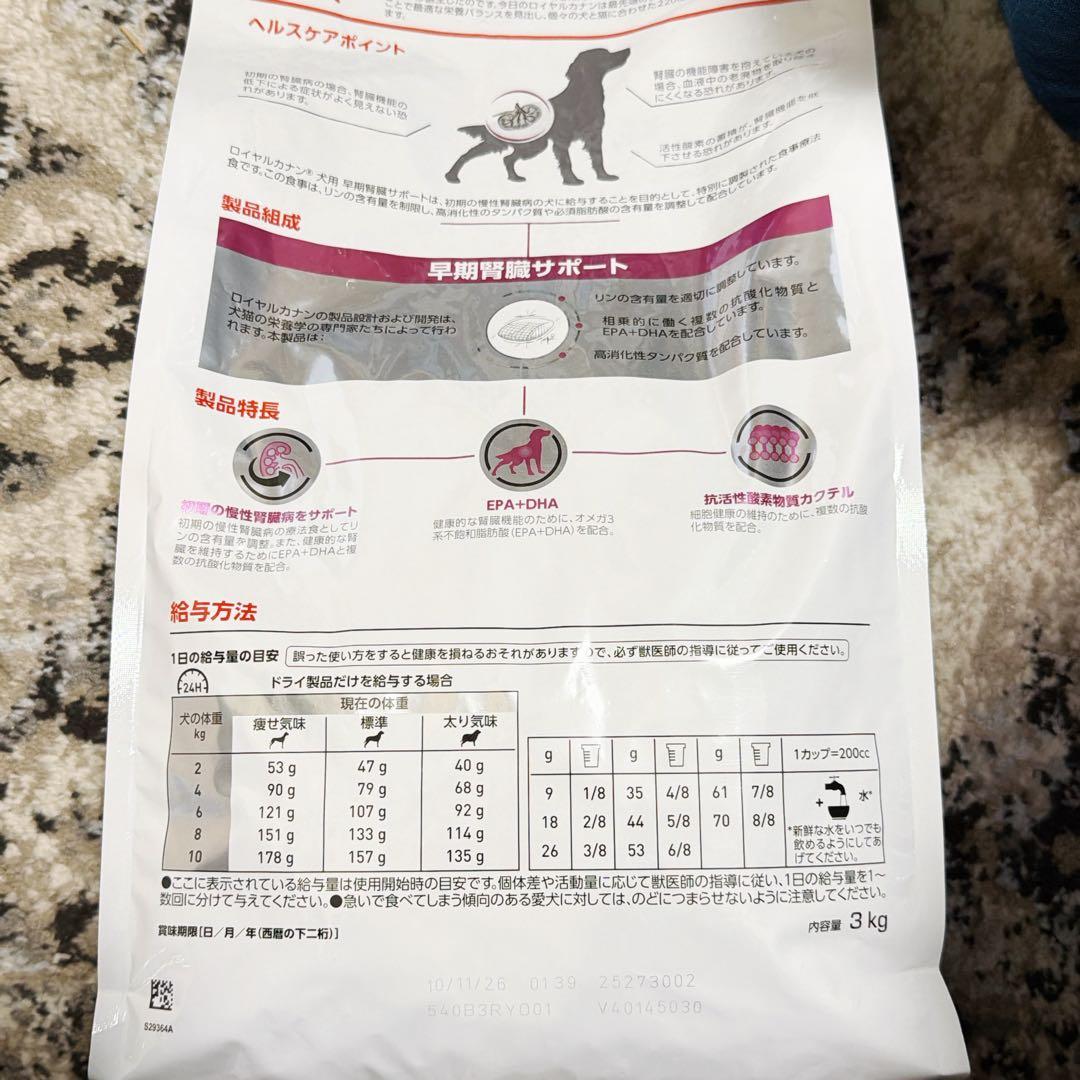 ことで最適な栄養バランスを見出し、個々の犬と猫に合わせた220
ます。
ヘルスケアポイント
初期の腎臓病の場合、腎臓機能の
低下による症状がよく見えない恐
れがあります。
腎臓の機能障害を抱えている
場合、血液中の老廃物を取り除き
にくくなる恐れがあります。
活性酸素の蓄積が、腎臓機能を低
下させる恐れがあります。
ロイヤルカナン® 犬用 早期腎臓サポートは、初期の慢性腎臓病の犬に給与することを目的として、特別に調製された食事療法
食です。この食事は、リンの含有量を制限し、高消化性のタンパク質や必須脂肪酸の含有量を調整して配合しています。
製品組成
早期腎臓サポート
ロイヤルカナンの製品設計および開発は、
犬猫の栄養学の専門家たちによって行わ
れます。本製品は:
リンの含有量を適切に調整しています。
相乗的に働く複数の抗酸化物質と
EPA+DHAを配合しています。
高消化性タンパク質を配合しています。
製品特長
初期の慢性腎臓病をサポート
初期の慢性腎臓病の療法食としてリ
ンの含有量を調整。また、健康的な腎
臓を維持するためにEPA+DHAと複
数の抗酸化物質を配合。
EPA+DHA
健康的な腎臓機能のために、オメガ3
系不飽和脂肪酸(EPA+DHA)を配合。
抗活性酸素物質カクテル
細胞健康の維持のために、複数の抗酸
化物質を配合。
給与方法
1日の給与量の目安 誤った使い方をすると健康を損ねるおそれがありますので、必ず獣医師の指導に従ってご使用ください。
24H ドライ製品だけを給与する場合
犬の体重 kg 現在の体重
痩せ気味 標準 太り気味
2 53 g 47 g 40 g
4 90 g 79 g 68 g
6 121 g 107 g 92 g
8 151 g 133 g 114 g
10 178 g 157 g 135 g
g g g 1カップ=200cc
9 1/8 35 4/8 61 7/8
18 2/8 44 5/8 70 8/8
26 3/8 53 6/8
+ 水*
*新鮮な水をいつでも
飲めるようにしてあ
げてください。
●ここに表示されている給与量は使用開始時の目安です。個体差や活動量に応じて獣医師の指導に従い、1日の給与量を1〜
数回に分けて与えてください。●急いで食べてしまう傾向のある愛犬に対しては、のどにつまらせないように注意してください。
賞味期限[日/月/年(西暦の下二桁)]
内容量 3 kg
10/11/26 0139 25273002
540B3RY001 V40145030
S29364A